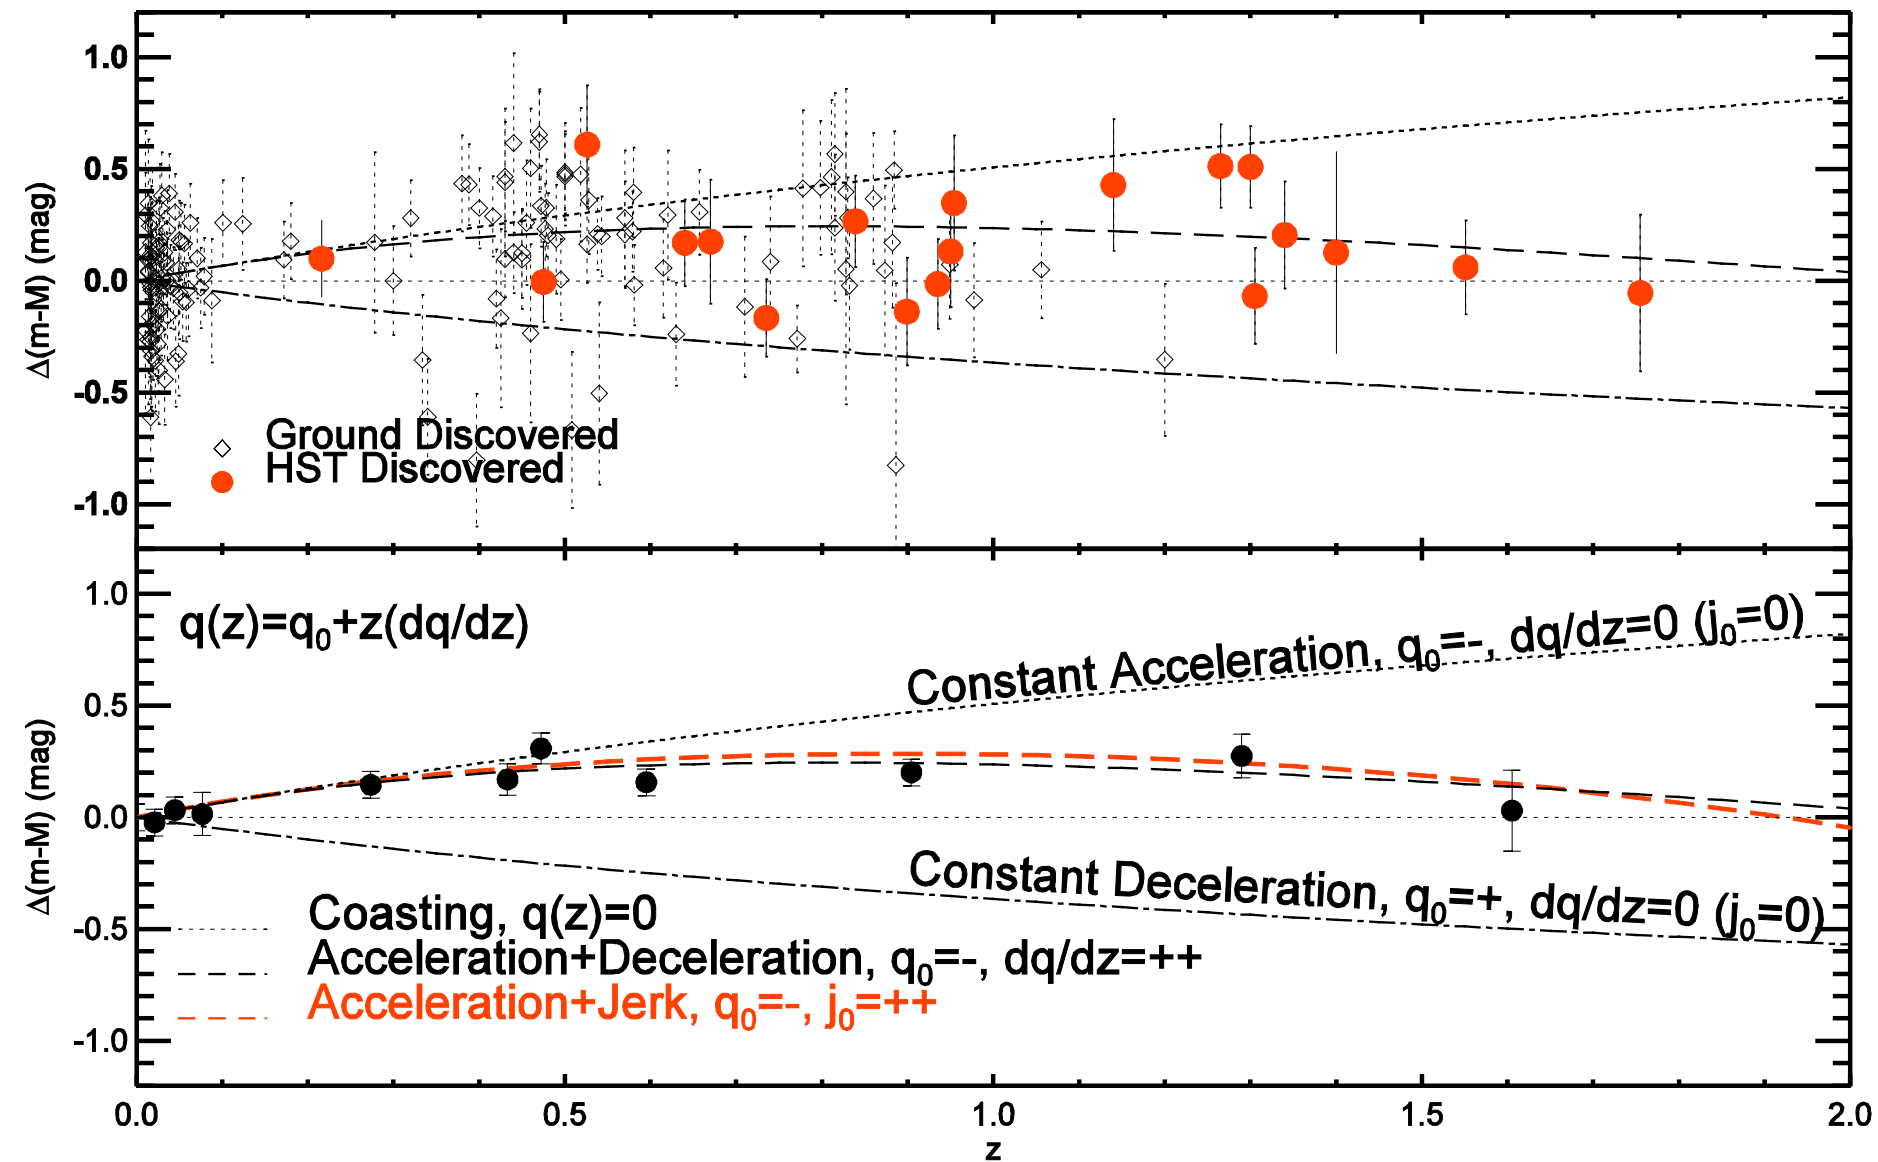 1.0
0.5
0.0
-0.5
-1.0
Δ(m-M) (mag)
Ground Discovered
HST Discovered
1.0
0.5
0.0
-0.5
-1.0
Δ(m-M) (mag)
q(z)=q₀+z(dq/dz)
Constant Acceleration, q₀=-, dq/dz=0 (j₀=0)
Constant Deceleration, q₀=+, dq/dz=0 (j₀=0)
Coasting, q(z)=0
Acceleration+Deceleration, q₀=-, dq/dz=++
Acceleration+Jerk, q₀=-, j₀=++
0.0 0.5 1.0 1.5 2.0
z